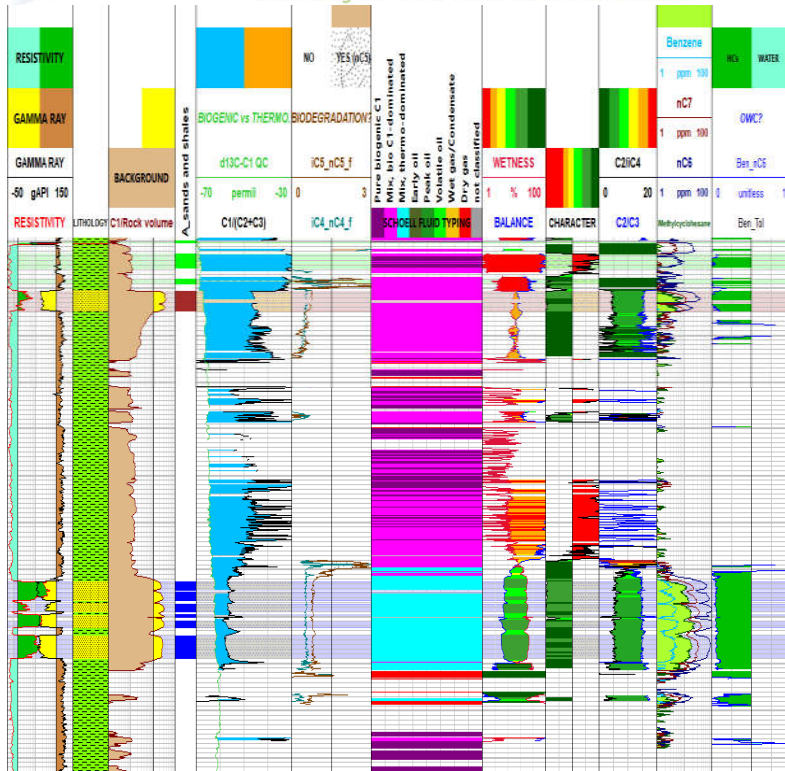 RESISTIVITY
GAMMA RAY
GAMMA RAY
-50 gAPI 150
RESISTIVITY
LITHOLOGY
BACKGROUND
C1/Rock volume
A_sands and shales
BIOGENIC vs THERMO.
d13C-C1 QC
-70 permil -30
C1/(C2+C3)
NO YES (nC5)
BIODEGRADATION?
iC5_nC5_f
0 3
iC4_nC4_f
Pure biogenic C1
Mix, bio C1-dominated
Mix, thermo-dominated
Early oil
Peak oil
Volatile oil
Wet gas/Condensate
Dry gas
not classified
SCHOELL FLUID TYPING
WETNESS
1 % 100
BALANCE
CHARACTER
C2/iC4
0 20
C2/C3
Benzene
1 ppm 100
nC7
1 ppm 100
nC6
1 ppm 100
Methylcyclohexane
HCs WATER
OWC?
Ben_nC6
0 unitless 1
Ben_Tol